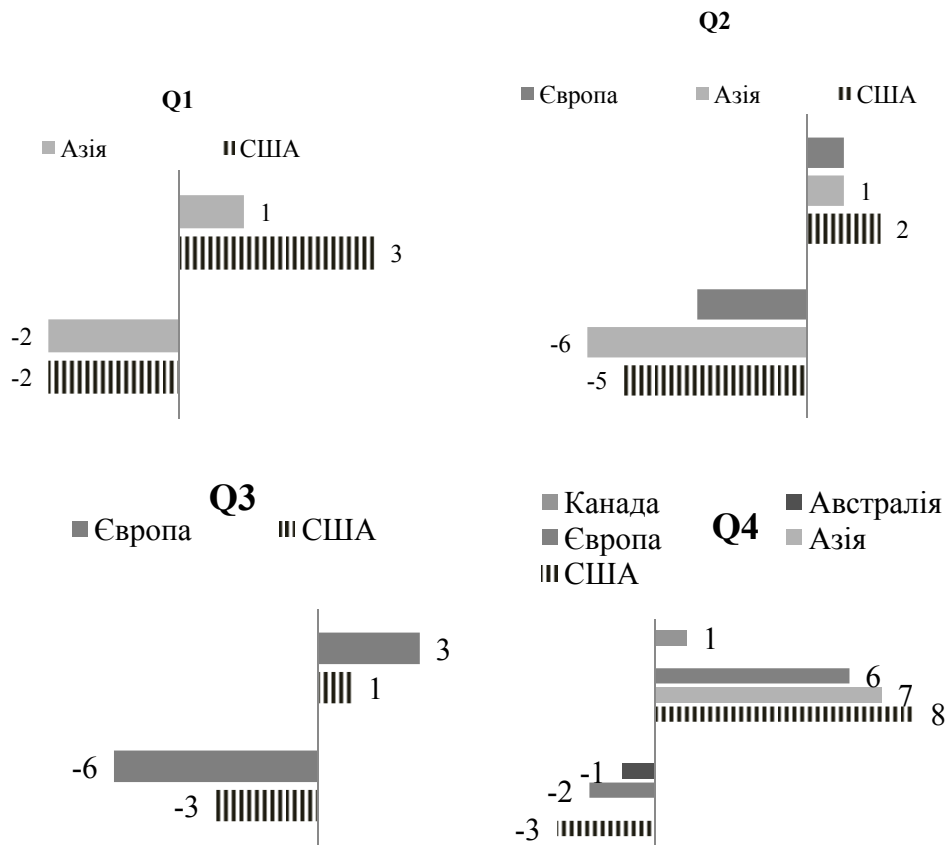 Q1
Азія США
1
3
-2
-2
Q2
Європа Азія США
1
2
-6
-5
Q3
Європа США
3
1
-6
-3
Q4
Канада Австралія
Європа Азія
США
1
6
7
8
-1
-2
-3